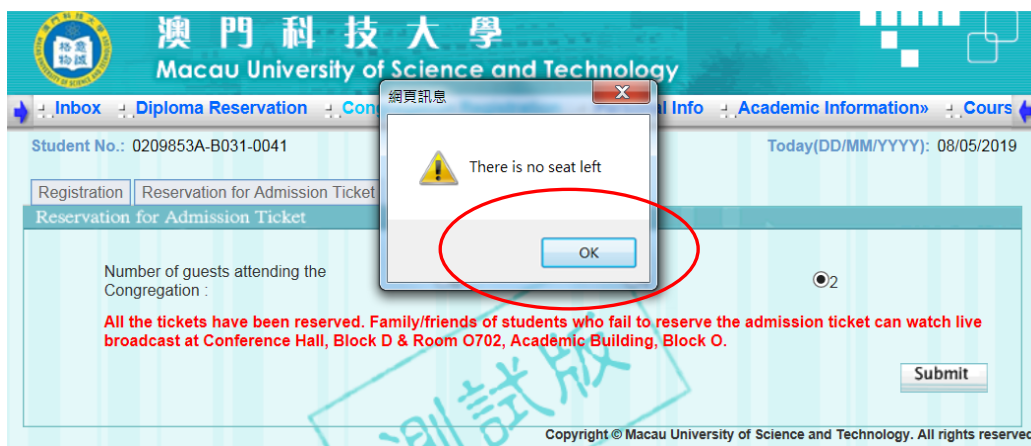 澳門科技大學
Macau University of Science and Technology
Inbox Diploma Reservation Con l Info Academic Information» Cours
網頁訊息
X
There is no seat left
OK
Student No.: 0209853A-B031-0041
Today(DD/MM/YYYY): 08/05/2019
Registration Reservation for Admission Ticket
Reservation for Admission Ticket
Number of guests attending the
Congregation :
2
All the tickets have been reserved. Family/friends of students who fail to reserve the admission ticket can watch live
broadcast at Conference Hall, Block D & Room O702, Academic Building, Block O.
Submit
測試版
Copyright © Macau University of Science and Technology. All rights reserved